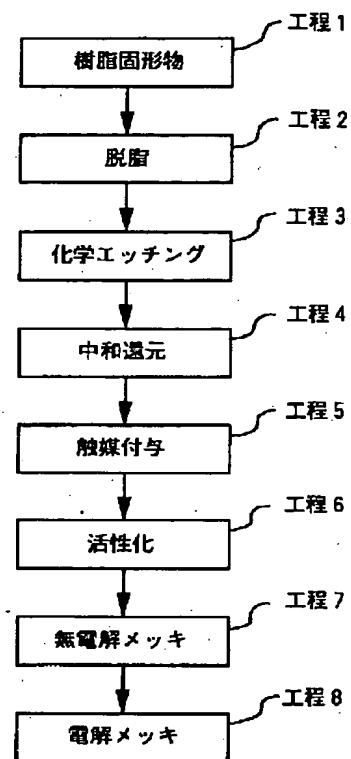 工程1
樹脂固形物
工程2
脱脂
工程3
化学エッチング
工程4
中和還元
工程5
触媒付与
工程6
活性化
工程7
無電解メッキ
工程8
電解メッキ